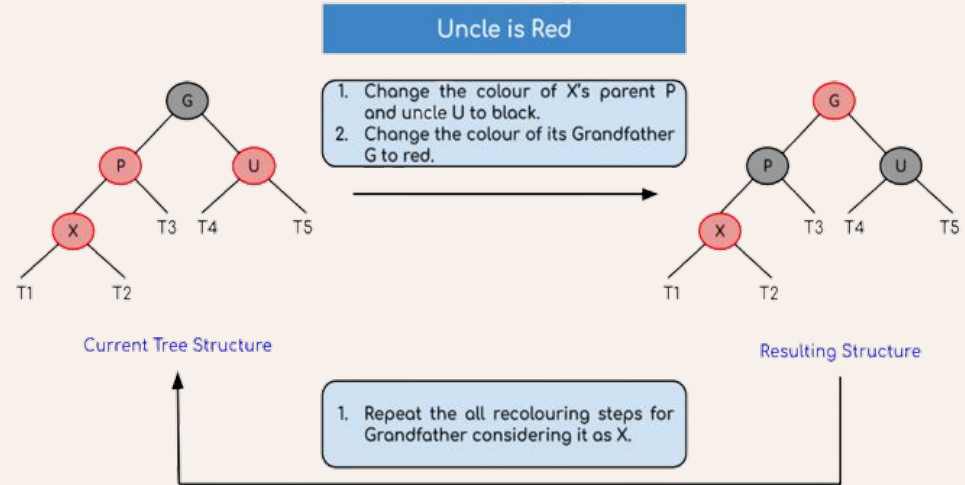 Uncle is Red
1. Change the colour of X's parent P
and uncle U to black.
2. Change the colour of its Grandfather
G to red.
G
P
U
X
T3
T4
T5
T1
T2
Current Tree Structure
G
P
U
X
T3
T4
T5
T1
T2
Resulting Structure
1. Repeat the all recolouring steps for
Grandfather considering it as X.